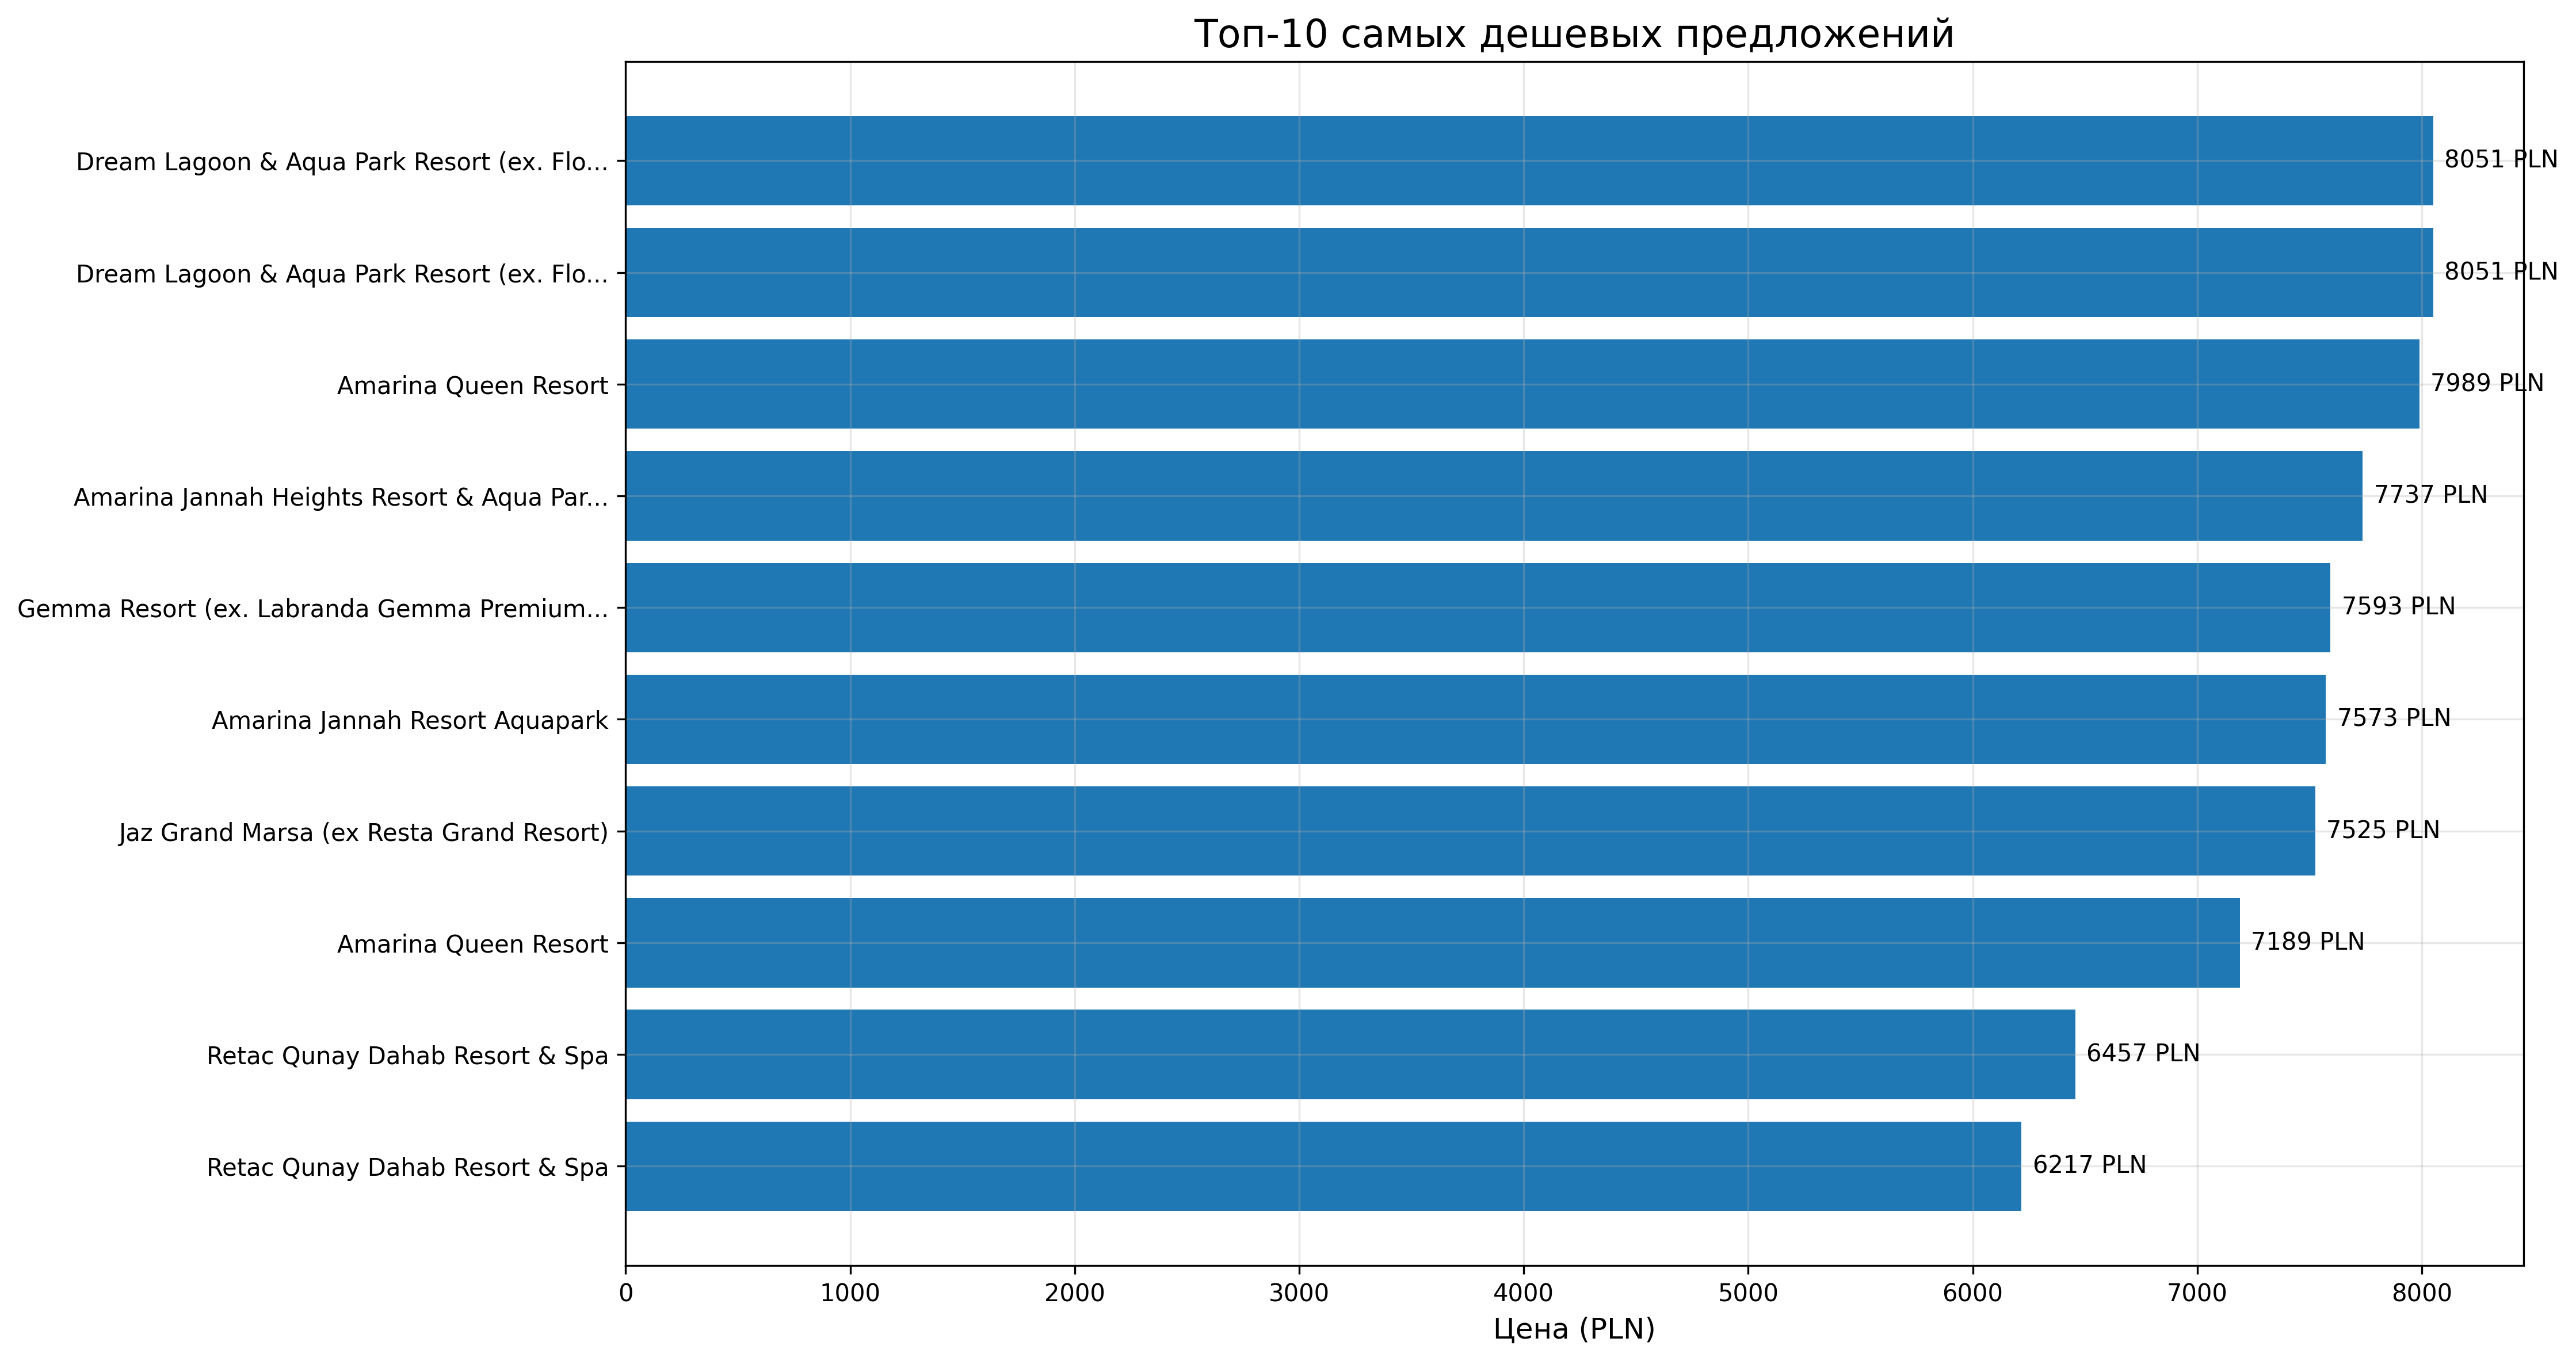 Топ-10 самых дешевых предложений
Dream Lagoon & Aqua Park Resort (ex. Flo...
8051 PLN
Dream Lagoon & Aqua Park Resort (ex. Flo...
8051 PLN
Amarina Queen Resort
7989 PLN
Amarina Jannah Heights Resort & Aqua Par...
7737 PLN
Gemma Resort (ex. Labranda Gemma Premium...
7593 PLN
Amarina Jannah Resort Aquapark
7573 PLN
Jaz Grand Marsa (ex Resta Grand Resort)
7525 PLN
Amarina Queen Resort
7189 PLN
Retac Qunay Dahab Resort & Spa
6457 PLN
Retac Qunay Dahab Resort & Spa
6217 PLN
0 1000 2000 3000 4000 5000 6000 7000 8000
Цена (PLN)